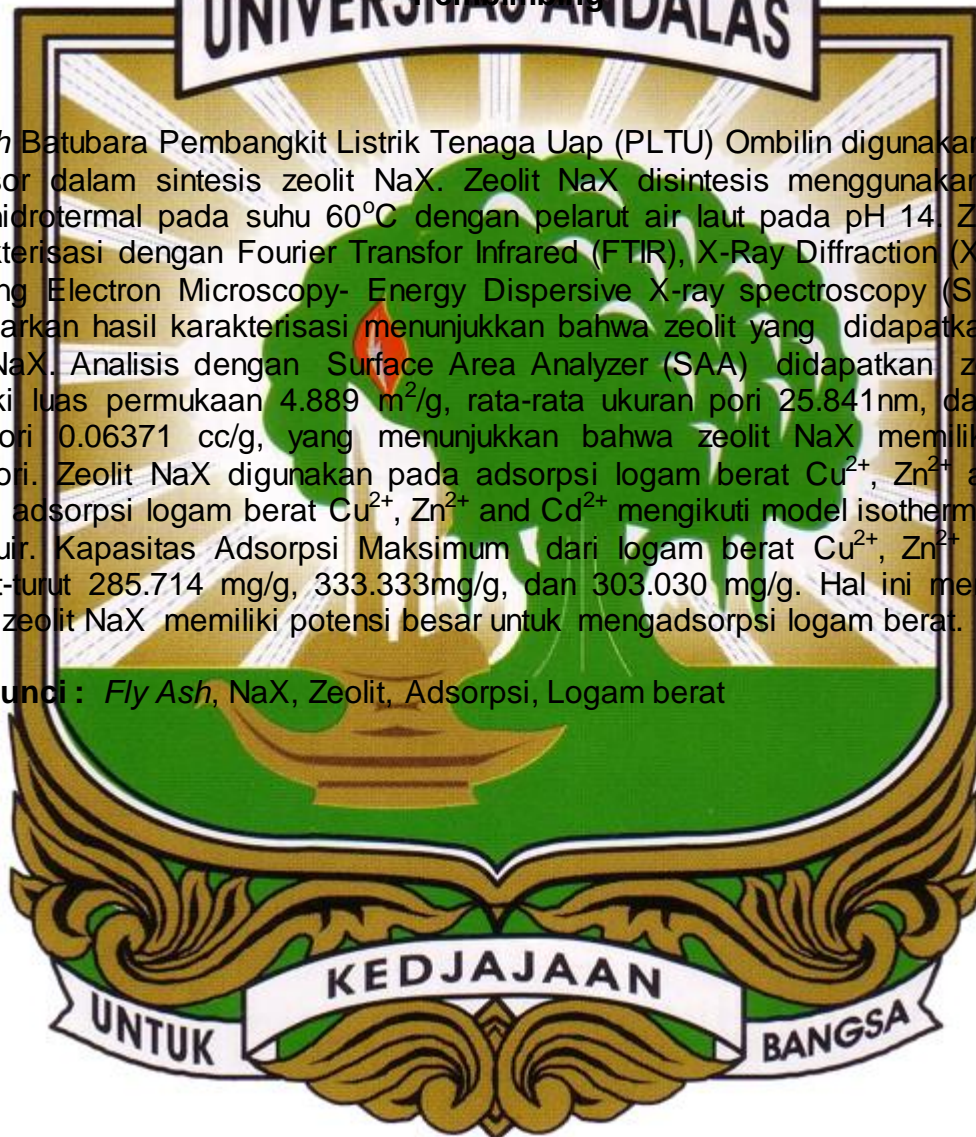 Pembimbing
UNIVERSITAS ANDALAS
h Batubara Pembangkit Listrik Tenaga Uap (PLTU) Ombilin digunakan
sor dalam sintesis zeolit NaX. Zeolit NaX disintesis menggunakan
hidrotermal pada suhu 60°C dengan pelarut air laut pada pH 14. Z
kterisasi dengan Fourier Transfor Infrared (FTIR), X-Ray Diffraction (X
ng Electron Microscopy- Energy Dispersive X-ray spectroscopy (S
arkan hasil karakterisasi menunjukkan bahwa zeolit yang didapatka
NaX. Analisis dengan Surface Area Analyzer (SAA) didapatkan z
ki luas permukaan 4.889 m²/g, rata-rata ukuran pori 25.841nm, da
ori 0.06371 cc/g, yang menunjukkan bahwa zeolit NaX memilik
ori. Zeolit NaX digunakan pada adsorpsi logam berat Cu²⁺, Zn²⁺ a
adsorpsi logam berat Cu²⁺, Zn²⁺ and Cd²⁺ mengikuti model isotherm
uir. Kapasitas Adsorpsi Maksimum dari logam berat Cu²⁺, Zn²⁺
t-turut 285.714 mg/g, 333.333mg/g, dan 303.030 mg/g. Hal ini me
zeolit NaX memiliki potensi besar untuk mengadsorpsi logam berat.
unci : Fly Ash, NaX, Zeolit, Adsorpsi, Logam berat
UNTUK KEDJAJAAN BANGSA